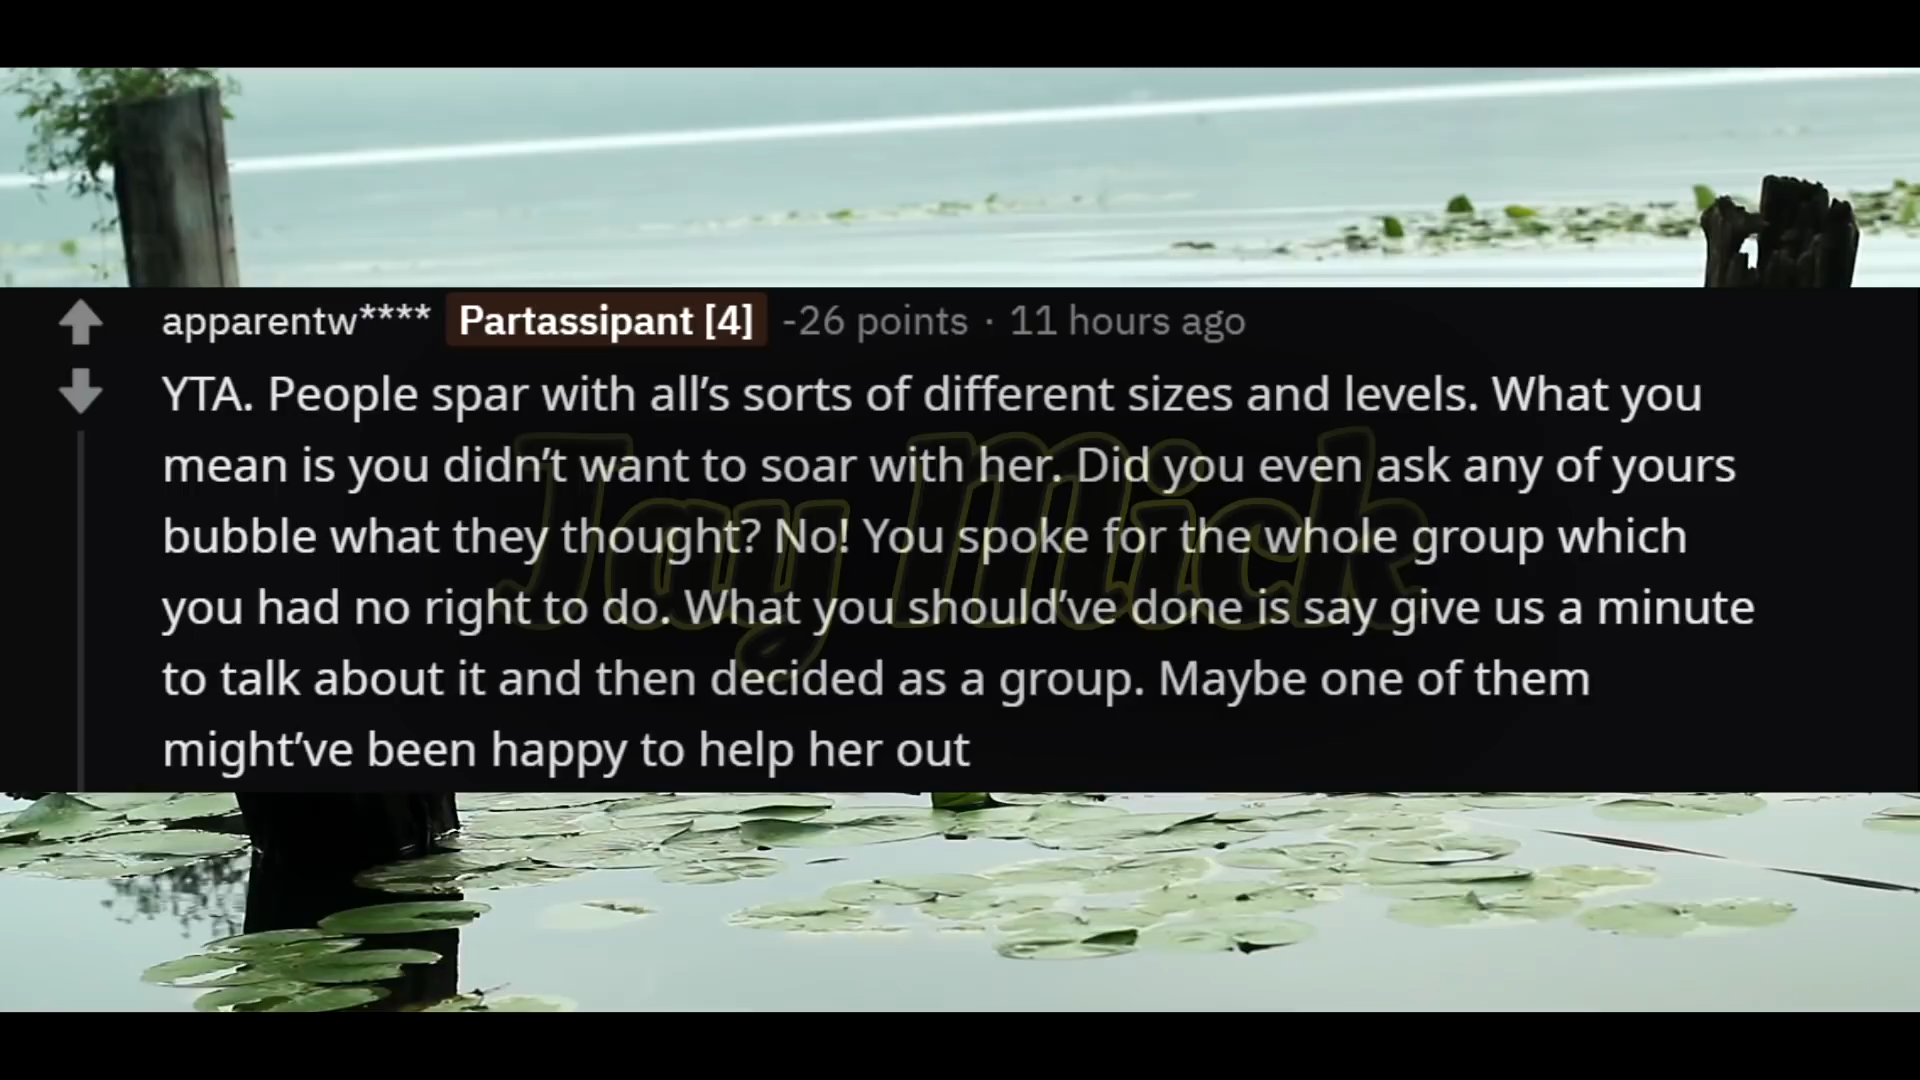 apparentw**** Partassipant [4] -26 points · 11 hours ago
YTA. People spar with all’s sorts of different sizes and levels. What you
mean is you didn’t want to soar with her. Did you even ask any of yours
bubble what they thought? No! You spoke for the whole group which
you had no right to do. What you should’ve done is say give us a minute
to talk about it and then decided as a group. Maybe one of them
might’ve been happy to help her out
Jay Mick